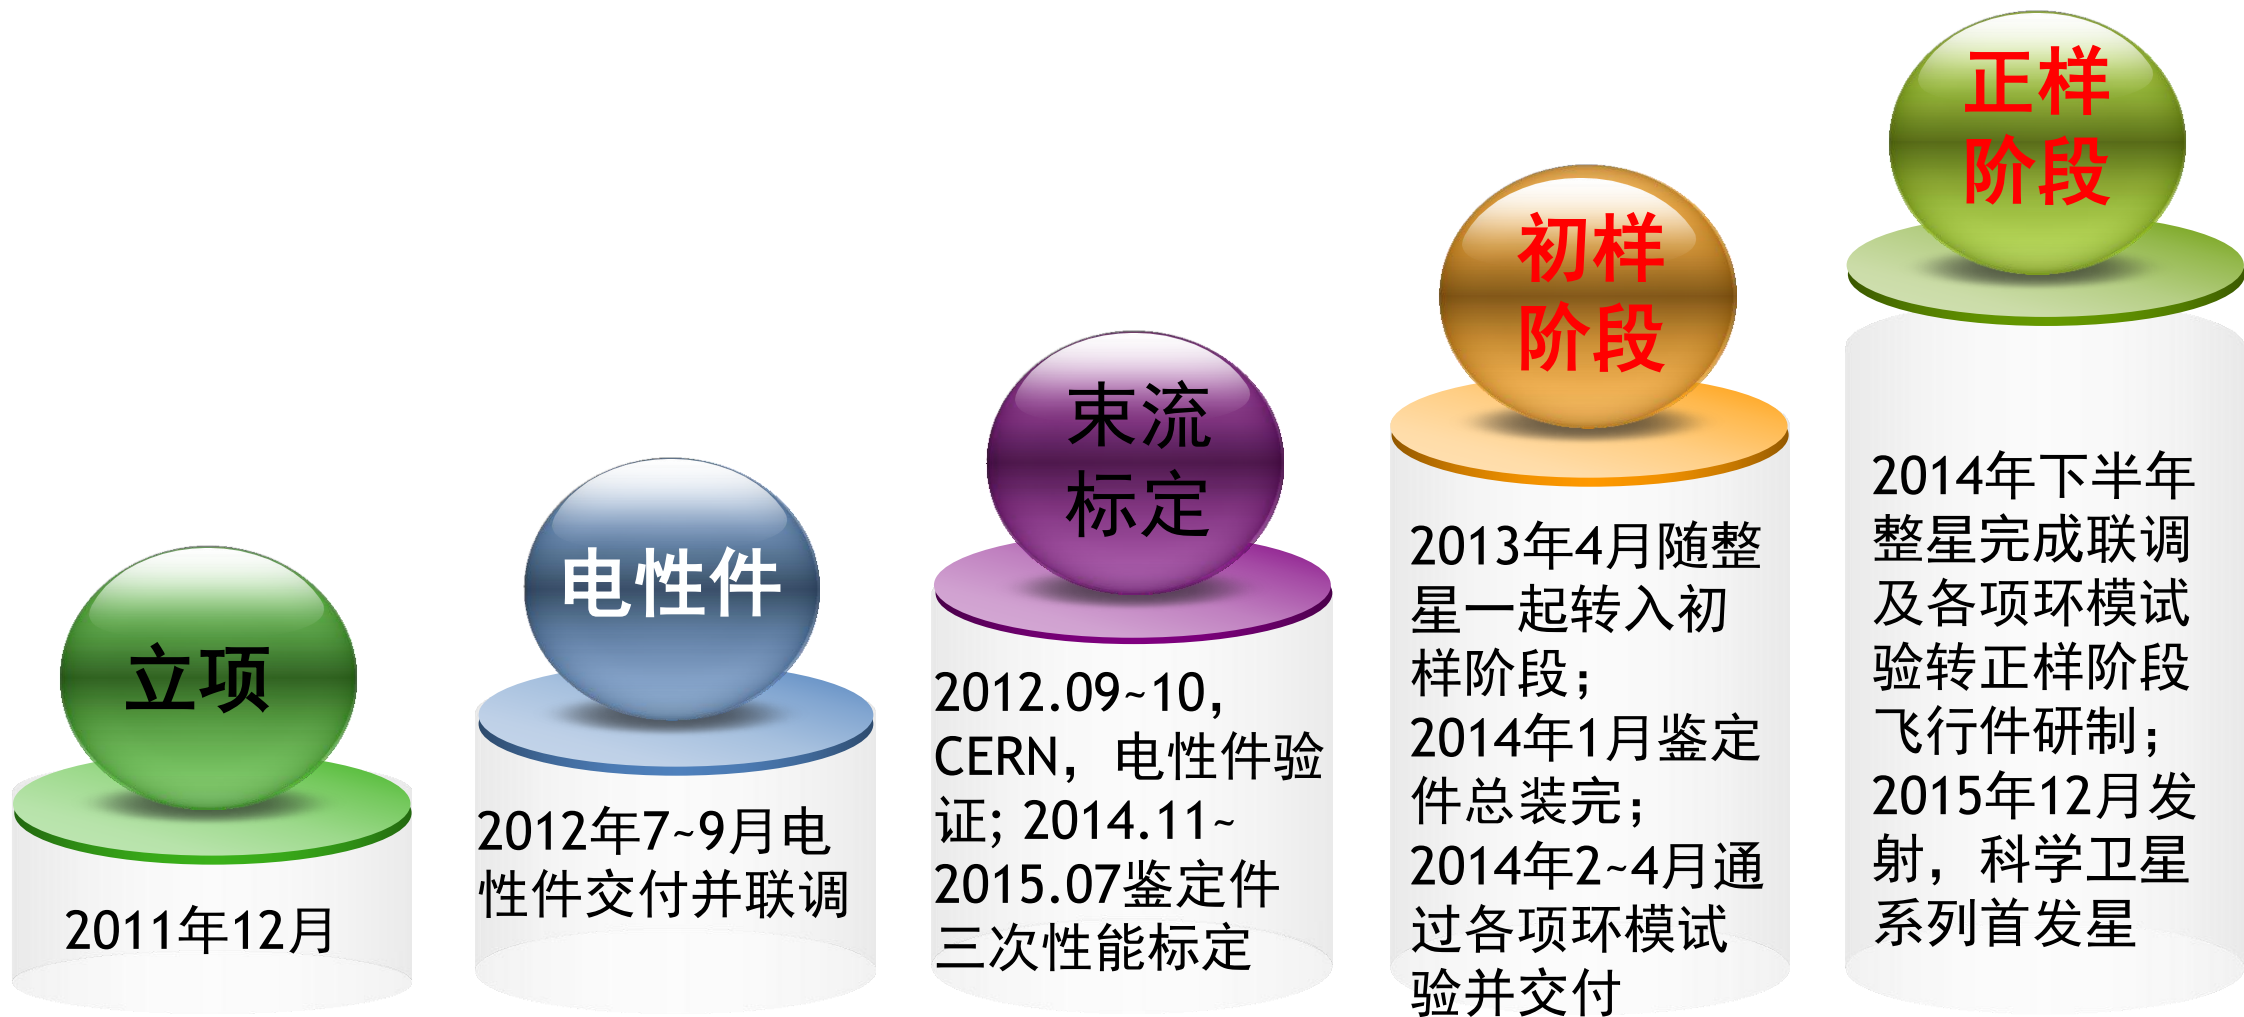 立项
2011年12月
电性件
2012年7~9月电
性件交付并联调
束流
标定
2012.09~10，
CERN，电性件验
证; 2014.11~
2015.07鉴定件
三次性能标定
初样
阶段
2013年4月随整
星一起转入初
样阶段；
2014年1月鉴定
件总装完；
2014年2~4月通
过各项环模试
验并交付
正样
阶段
2014年下半年
整星完成联调
及各项环模试
验转正样阶段
飞行件研制；
2015年12月发
射，科学卫星
系列首发星